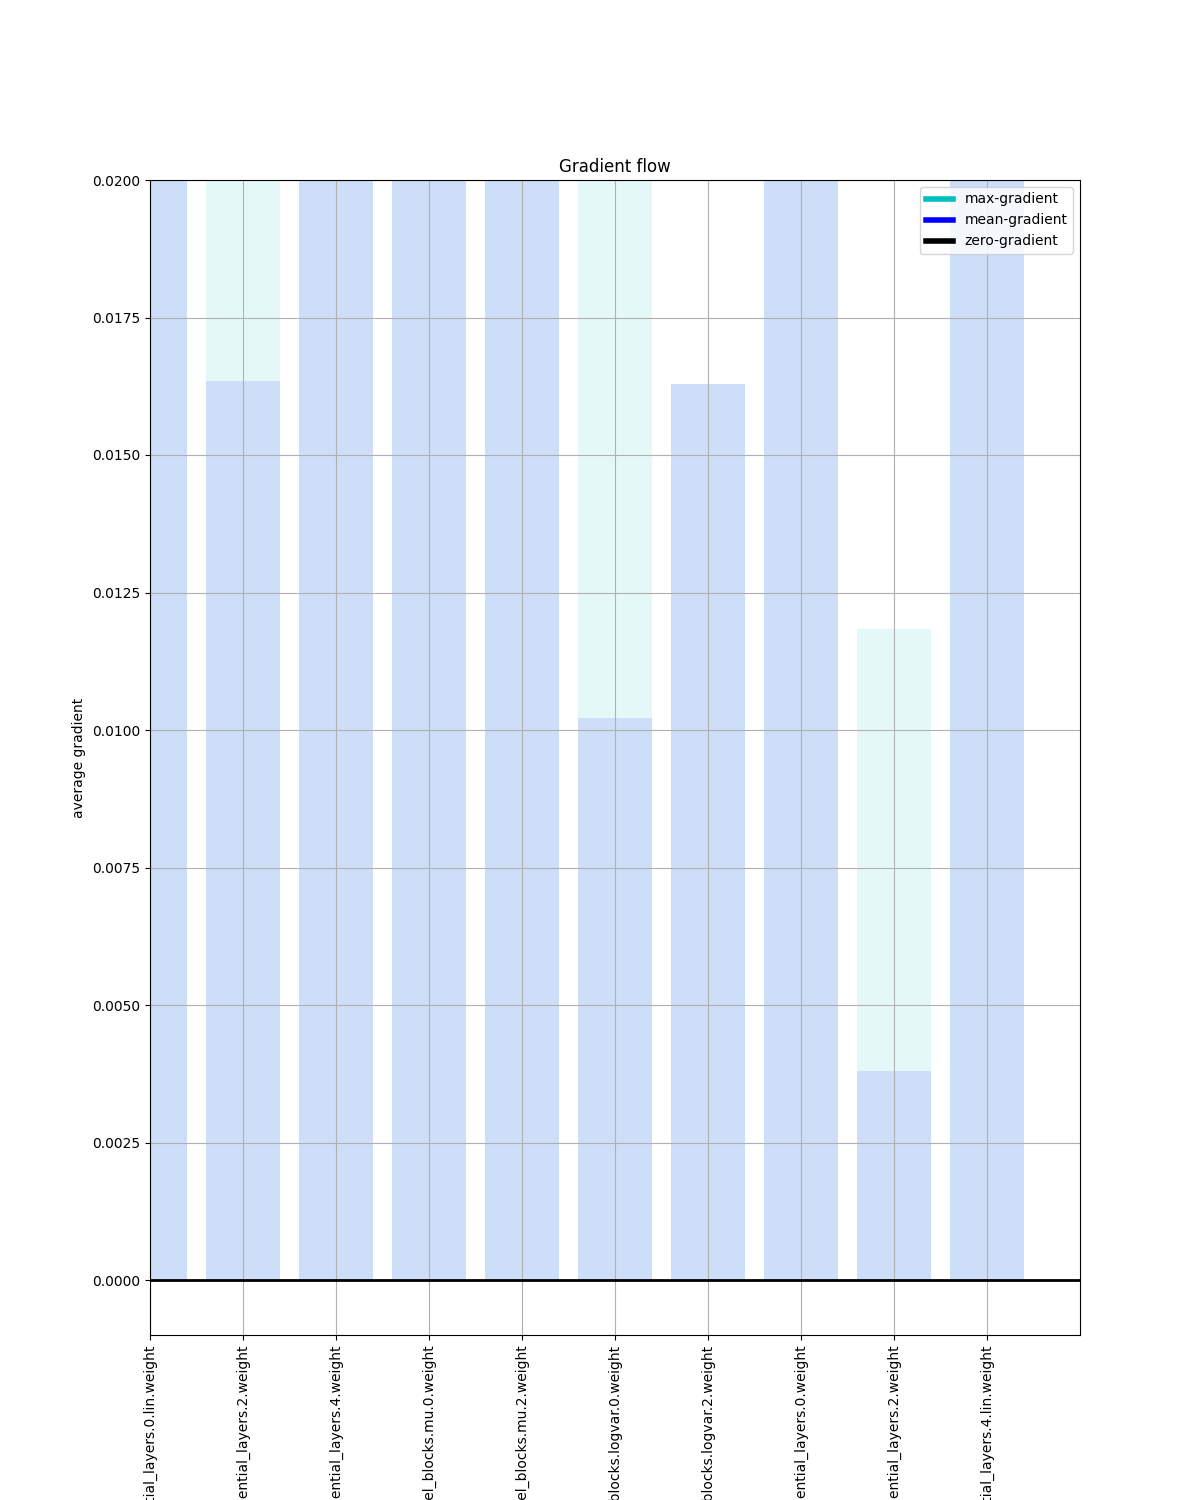 Gradient flow
max-gradient
mean-gradient
zero-gradient
0.0200
0.0175
0.0150
0.0125
0.0100
0.0075
0.0050
0.0025
0.0000
average gradient
tial_layers.0.lin.weight
ential_layers.2.weight
ential_layers.4.weight
el_blocks.mu.0.weight
el_blocks.mu.2.weight
blocks.logvar.0.weight
blocks.logvar.2.weight
ential_layers.0.weight
ential_layers.2.weight
tial_layers.4.lin.weight